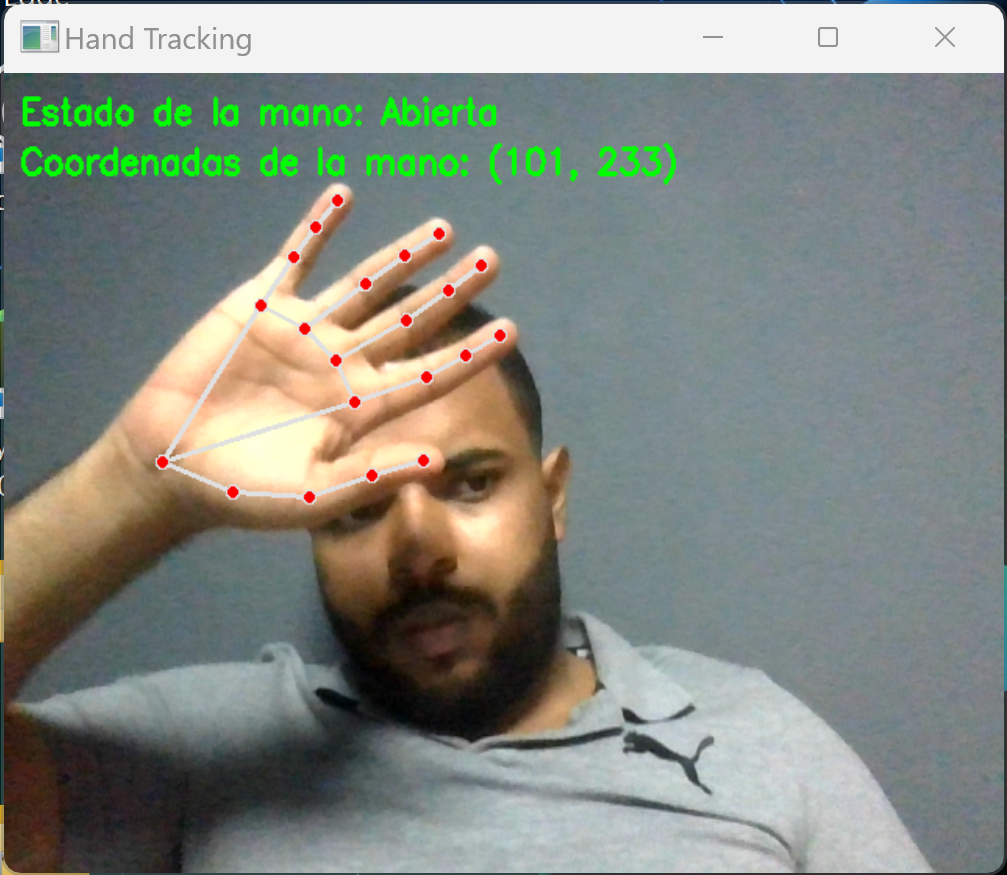 Hand Tracking
Estado de la mano: Abierta
Coordenadas de la mano: (101, 233)